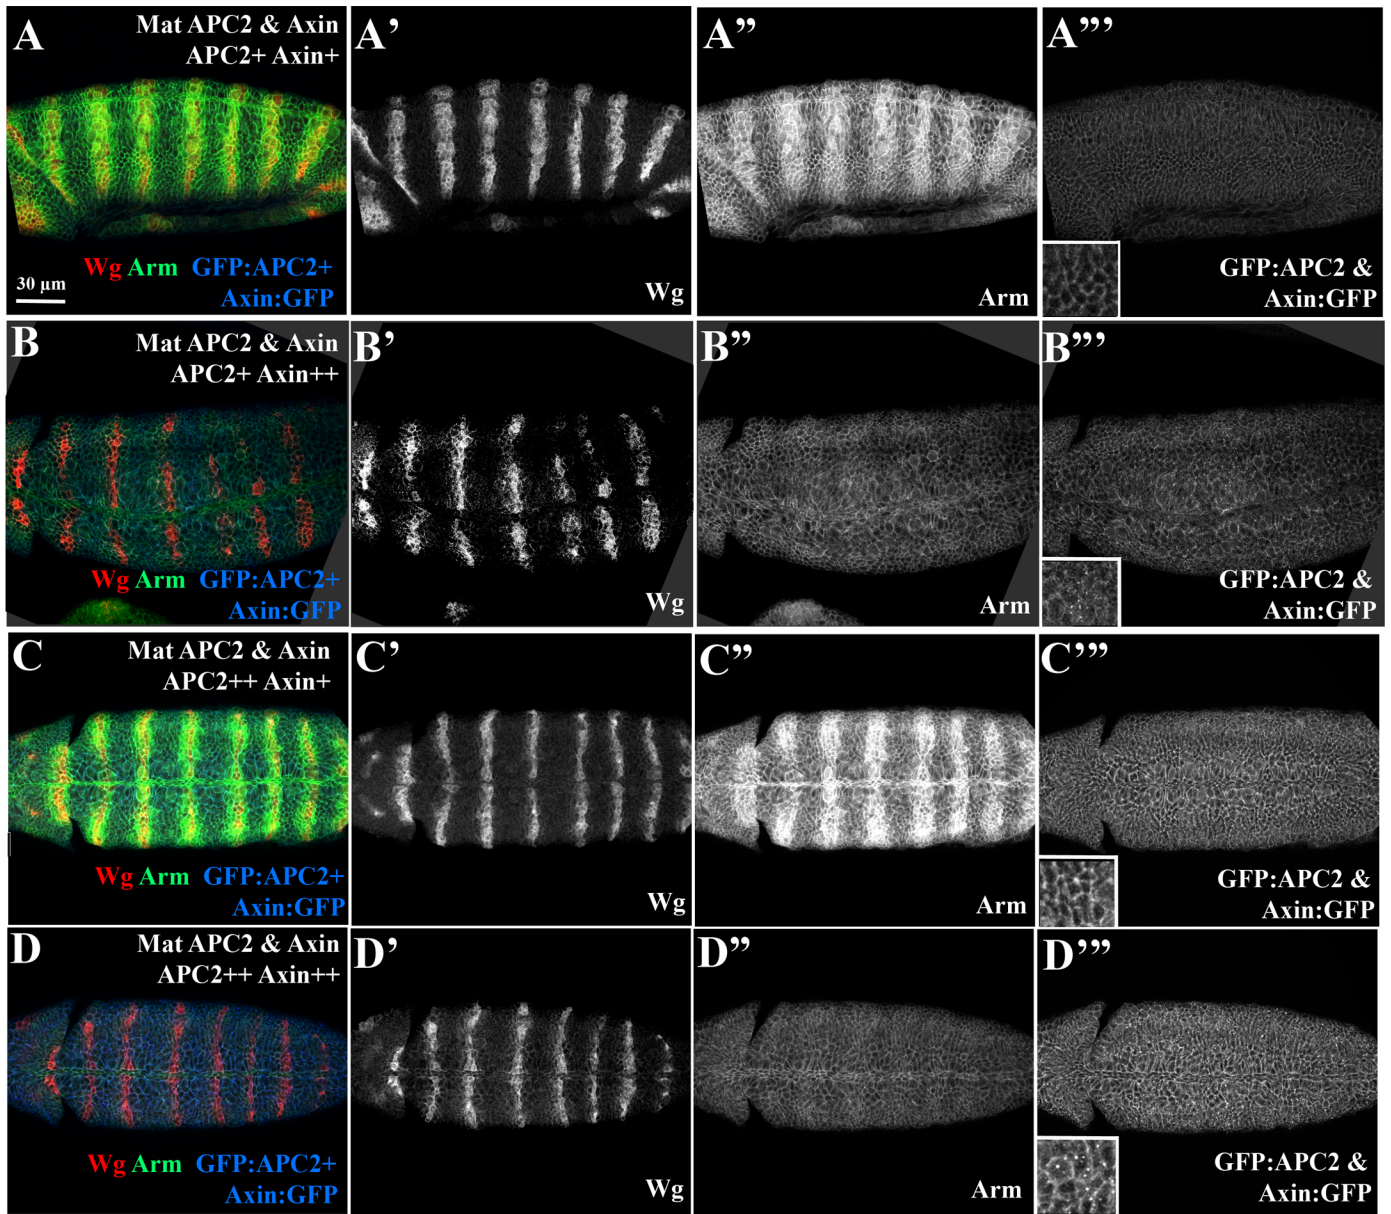 A
Mat APC2 & Axin
APC2+ Axin+
Wg Arm GFP:APC2+
Axin:GFP
30 µm
A’
Wg
A”
Arm
A”’
GFP:APC2 &
Axin:GFP
B
Mat APC2 & Axin
APC2+ Axin++
Wg Arm GFP:APC2+
Axin:GFP
B’
Wg
B”
Arm
B”’
GFP:APC2 &
Axin:GFP
C
Mat APC2 & Axin
APC2++ Axin+
Wg Arm GFP:APC2+
Axin:GFP
C’
Wg
C”
Arm
C”’
GFP:APC2 &
Axin:GFP
D
Mat APC2 & Axin
APC2++ Axin++
Wg Arm GFP:APC2+
Axin:GFP
D’
Wg
D”
Arm
D”’
GFP:APC2 &
Axin:GFP